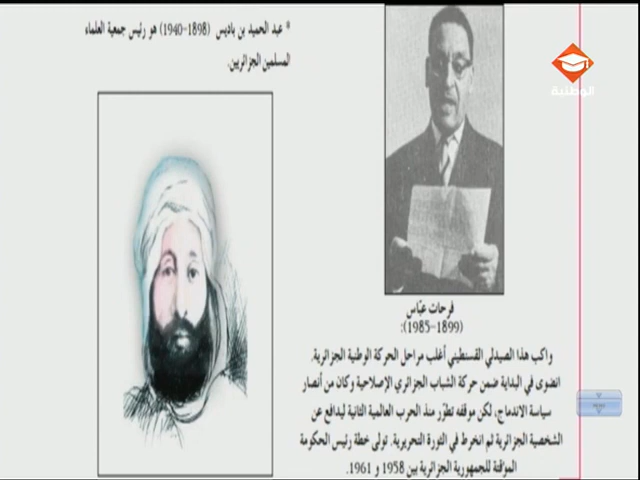 * عبد الحميد بن باديس (1898-1940) هو رئيس جمعية العلماء
المسلمين الجزائريين.
الوطنية
فرحات عبّاس
(1899-1985):
واكب هذا الصيدلي القسنطيني أغلب مراحل الحركة الوطنية الجزائرية.
انضوى في البداية ضمن حركة الشباب الجزائري الإصلاحية وكان من أنصار
سياسة الاندماج، لكن موقفه تطوّر منذ الحرب العالمية الثانية ليدافع عن
الشخصية الجزائرية ثم انخرط في الثورة التحريرية. تولى خطة رئيس الحكومة
المؤقتة للجمهورية الجزائرية بين 1958 و 1961.